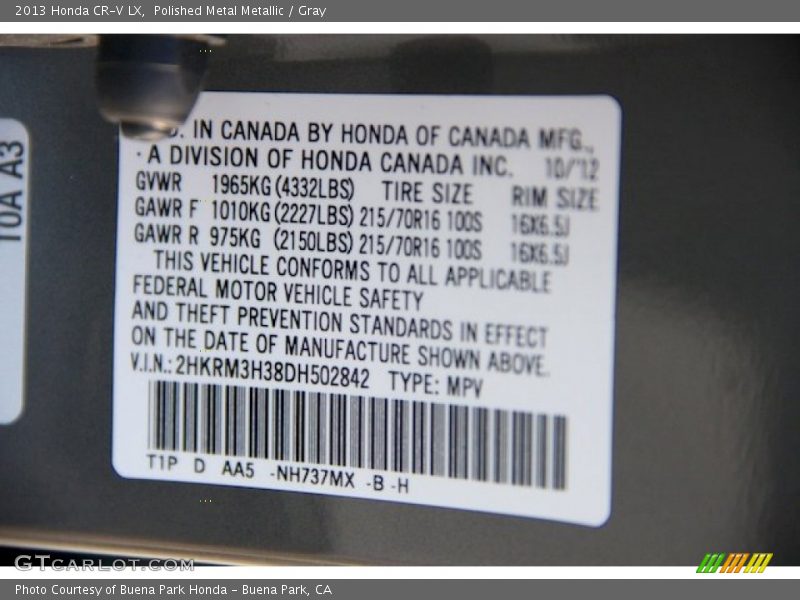 2013 Honda CR-V LX, Polished Metal Metallic / Gray
10A A3
IN CANADA BY HONDA OF CANADA MFG.,
·A DIVISION OF HONDA CANADA INC. 10/'12
GVWR 1965KG(4332LBS) TIRE SIZE RIM SIZE
GAWR F 1010KG(2227LBS) 215/70R16 100S 16X6.5J
GAWR R 975KG (2150LBS) 215/70R16 100S 16X6.5J
THIS VEHICLE CONFORMS TO ALL APPLICABLE
FEDERAL MOTOR VEHICLE SAFETY
AND THEFT PREVENTION STANDARDS IN EFFECT
ON THE DATE OF MANUFACTURE SHOWN ABOVE.
V.I.N.: 2HKRM3H38DH502842 TYPE: MPV
T1P D AA5 -NH737MX -B -H
GTCARLOT.COM
Photo Courtesy of Buena Park Honda - Buena Park, CA